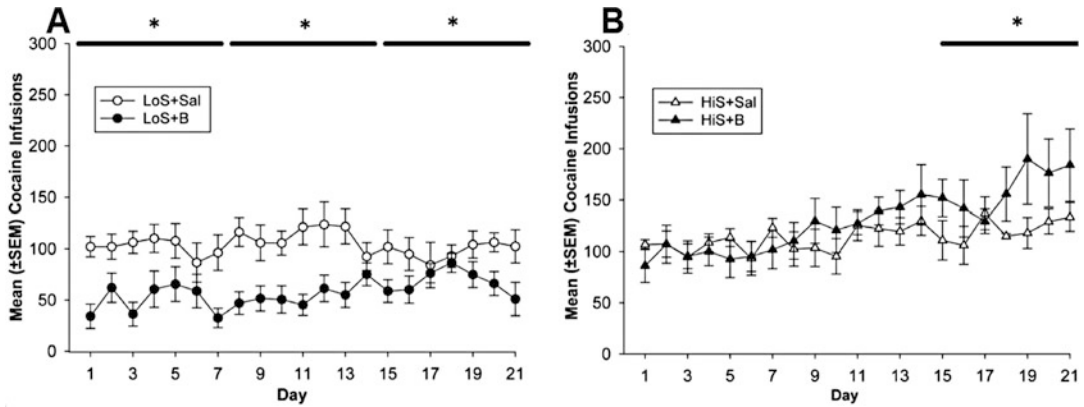 A
* * *
300
250
200
150
100
50
0
Mean (±SEM) Cocaine Infusions
LoS+Sal
LoS+B
1 3 5 7 9 11 13 15 17 19 21
Day
B
*
300
250
200
150
100
50
0
Mean (±SEM) Cocaine Infusions
HiS+Sal
HiS+B
1 3 5 7 9 11 13 15 17 19 21
Day